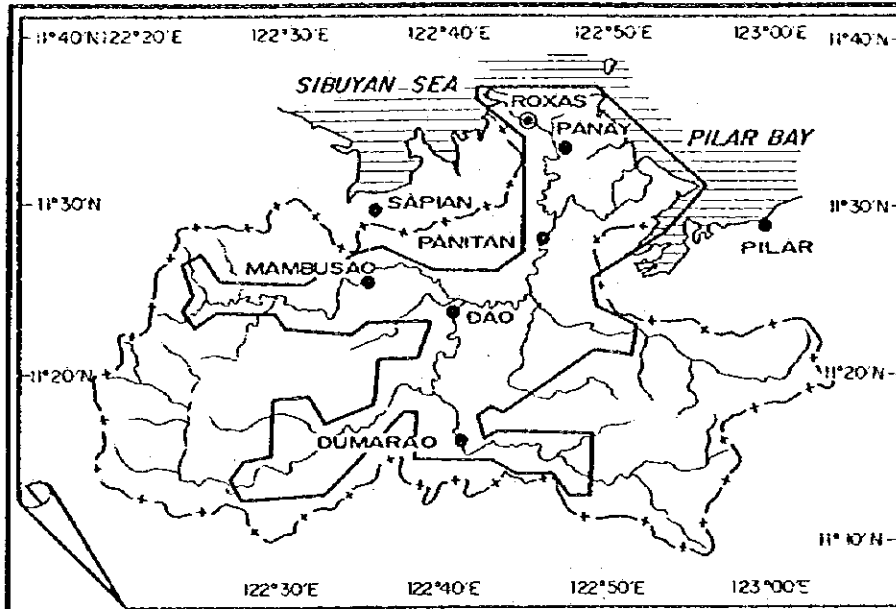 11°40'N 122°20'E 122°30'E 122°40'E 122°50'E 123°00'E 11°40'N
SIBUYAN SEA
ROXAS
PANAY
PILAR BAY
11°30'N SAPIAN 11°30'N
PANITAN
PILAR
MAMBUSAO
DAO
11°20'N 11°20'N
DUMARAO
11°10'N
122°30'E 122°40'E 122°50'E 123°00'E